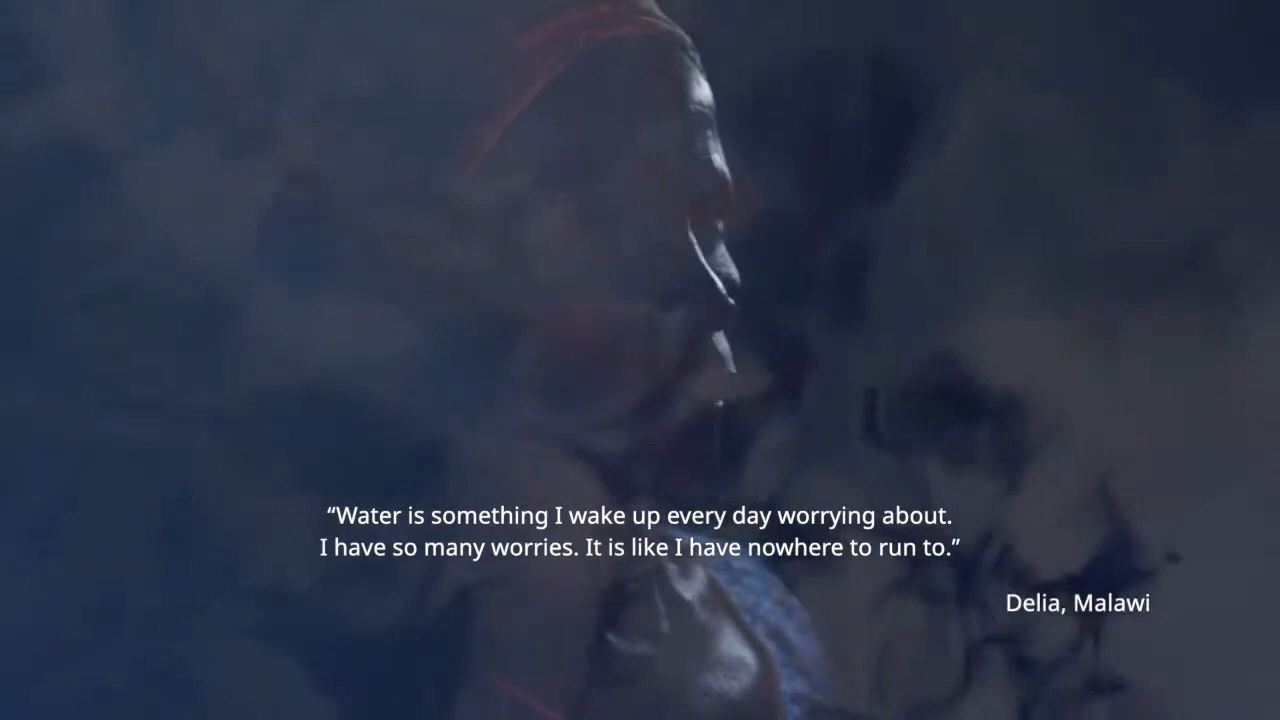 “Water is something I wake up every day worrying about.
I have so many worries. It is like I have nowhere to run to.”
Delia, Malawi